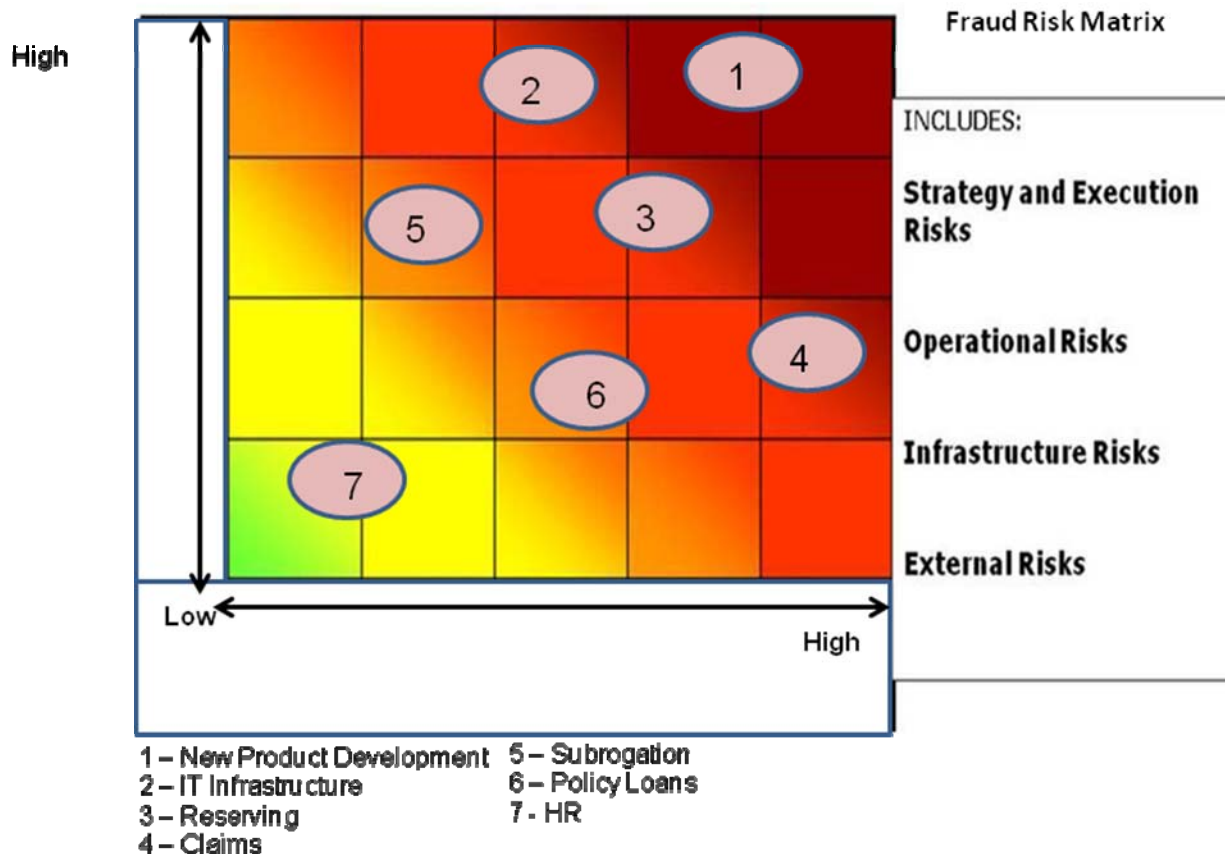 Fraud Risk Matrix
High
INCLUDES:
Strategy and Execution
Risks
Operational Risks
Infrastructure Risks
External Risks
1
2
3
5
4
6
7
Low
High
1 – New Product Development
2 – IT Infrastructure
3 – Reserving
4 – Claims
5 – Subrogation
6 – Policy Loans
7 - HR